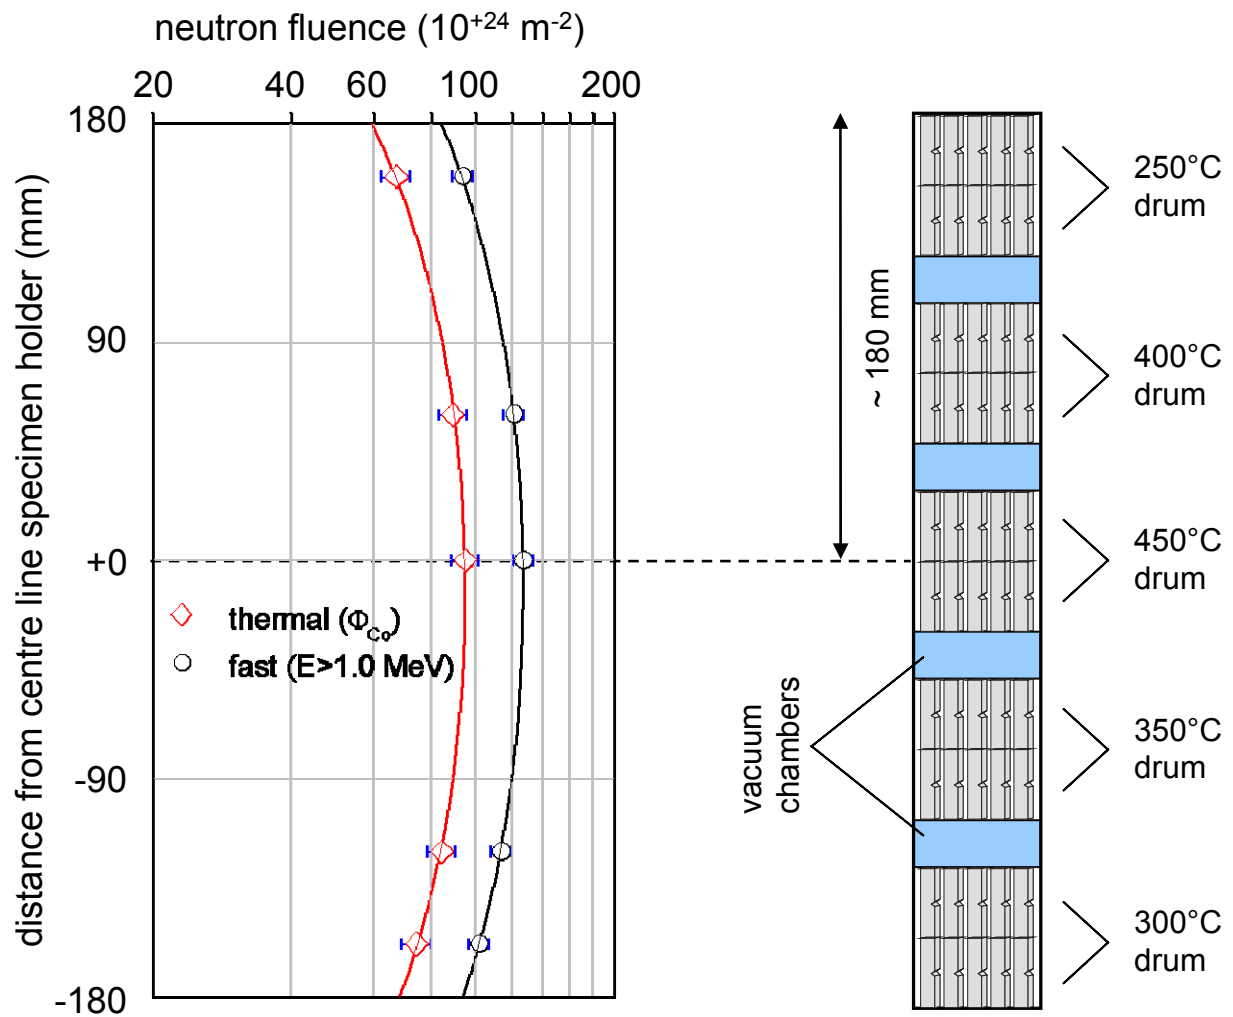 neutron fluence (10⁺²⁴ m⁻²)
20 40 60 100 200
180
90
+0
-90
-180
distance from centre line specimen holder (mm)
thermal (Φ_Co)
fast (E>1.0 MeV)
~ 180 mm
vacuum
chambers
250°C
drum
400°C
drum
450°C
drum
350°C
drum
300°C
drum